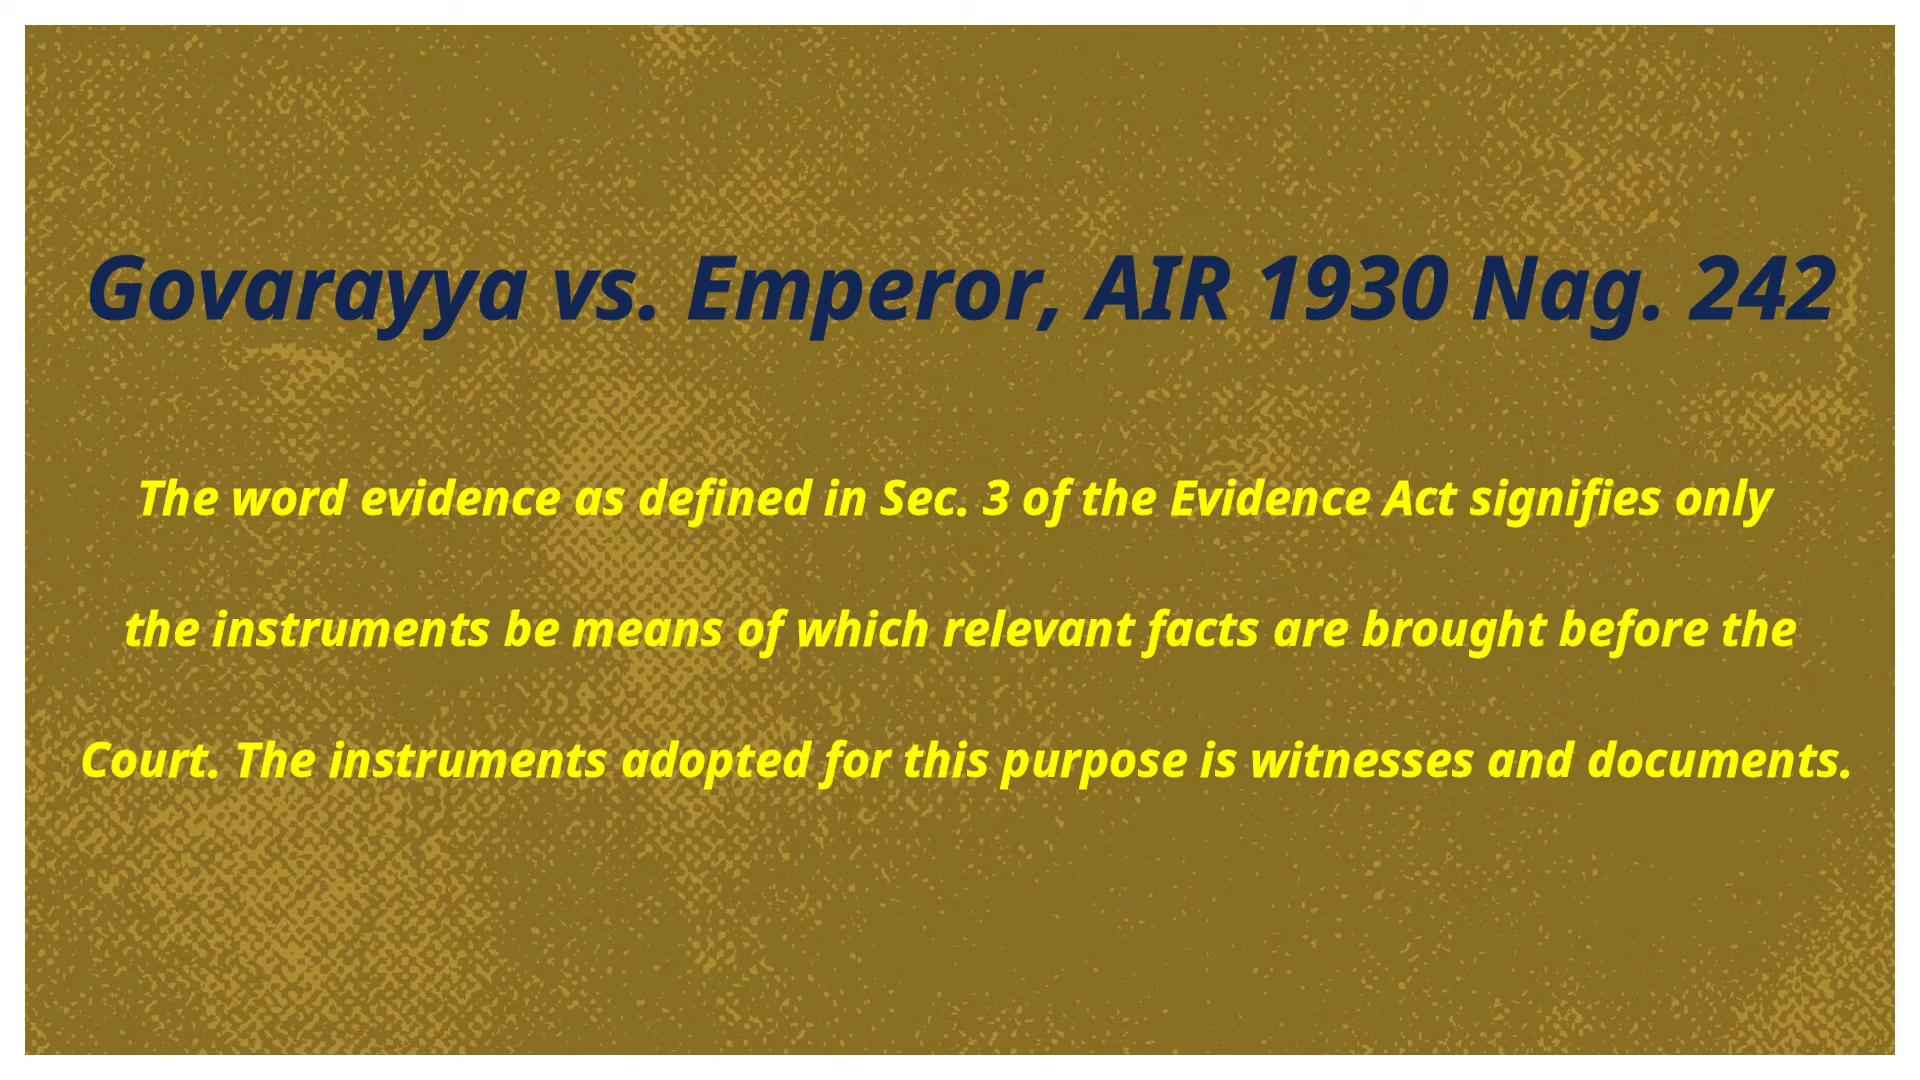 Govarayya vs. Emperor, AIR 1930 Nag. 242
The word evidence as defined in Sec. 3 of the Evidence Act signifies only
the instruments be means of which relevant facts are brought before the
Court. The instruments adopted for this purpose is witnesses and documents.